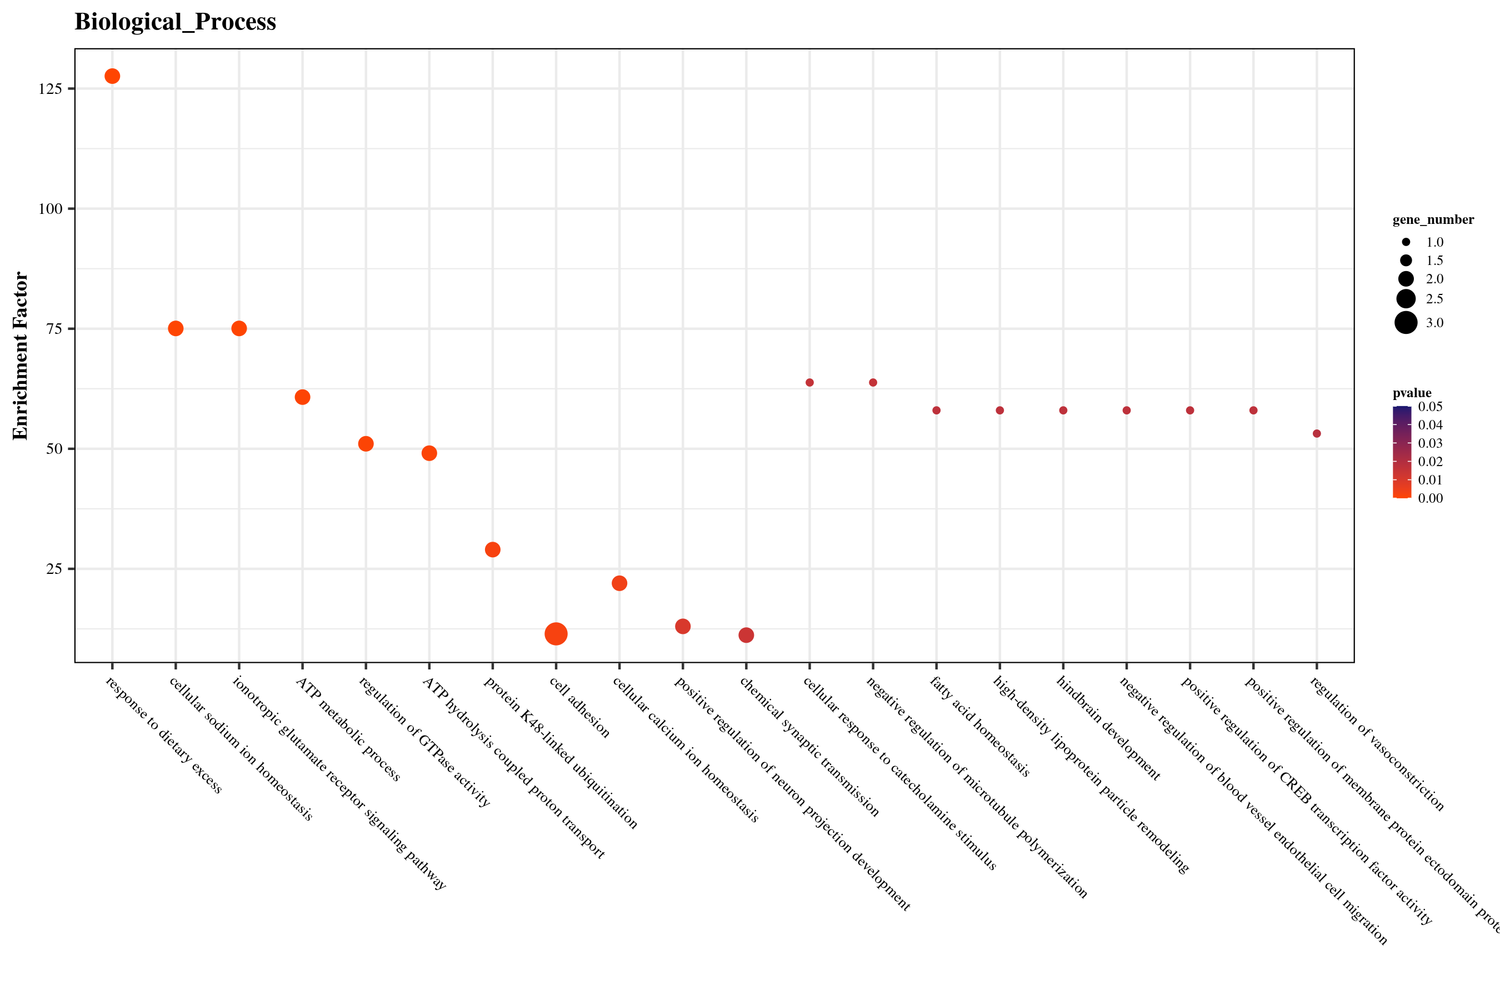 Biological_Process
Enrichment Factor
125
100
75
50
25
response to dietary excess
cellular sodium ion homeostasis
ionotropic glutamate receptor signaling pathway
ATP metabolic process
regulation of GTPase activity
ATP hydrolysis coupled proton transport
protein K48-linked ubiquitination
cell adhesion
cellular calcium ion homeostasis
positive regulation of neuron projection development
chemical synaptic transmission
cellular response to catecholamine stimulus
negative regulation of microtubule polymerization
fatty acid homeostasis
high-density lipoprotein particle remodeling
hindbrain development
negative regulation of blood vessel endothelial cell migration
positive regulation of CREB transcription factor activity
positive regulation of membrane protein ectodomain
regulation of vasoconstriction
gene_number
1.0
1.5
2.0
2.5
3.0
pvalue
0.05
0.04
0.03
0.02
0.01
0.00